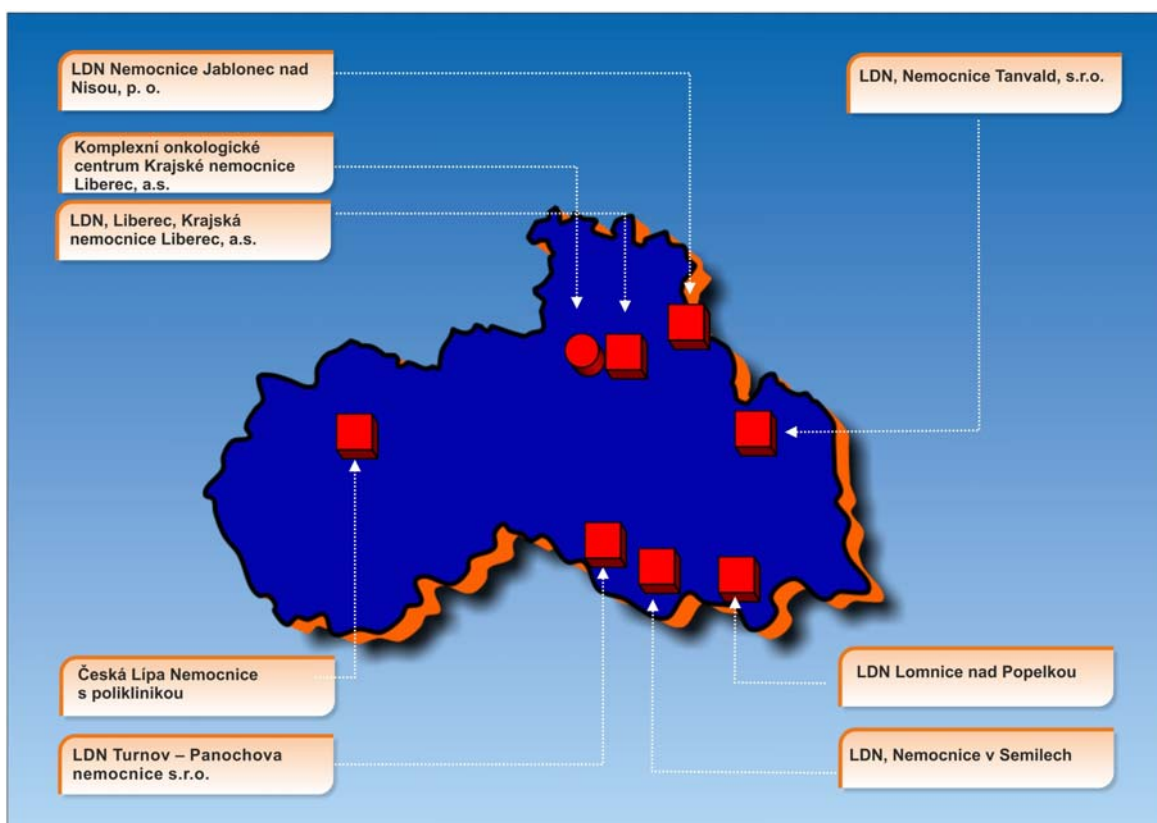 LDN Nemocnice Jablonec nad
Nisou, p. o.
LDN, Nemocnice Tanvald, s.r.o.
Komplexní onkologické
centrum Krajské nemocnice
Liberec, a.s.
LDN, Liberec, Krajská
nemocnice Liberec, a.s.
Česká Lípa Nemocnice
s poliklinikou
LDN Lomnice nad Popelkou
LDN Turnov – Panochova
nemocnice s.r.o.
LDN, Nemocnice v Semilech